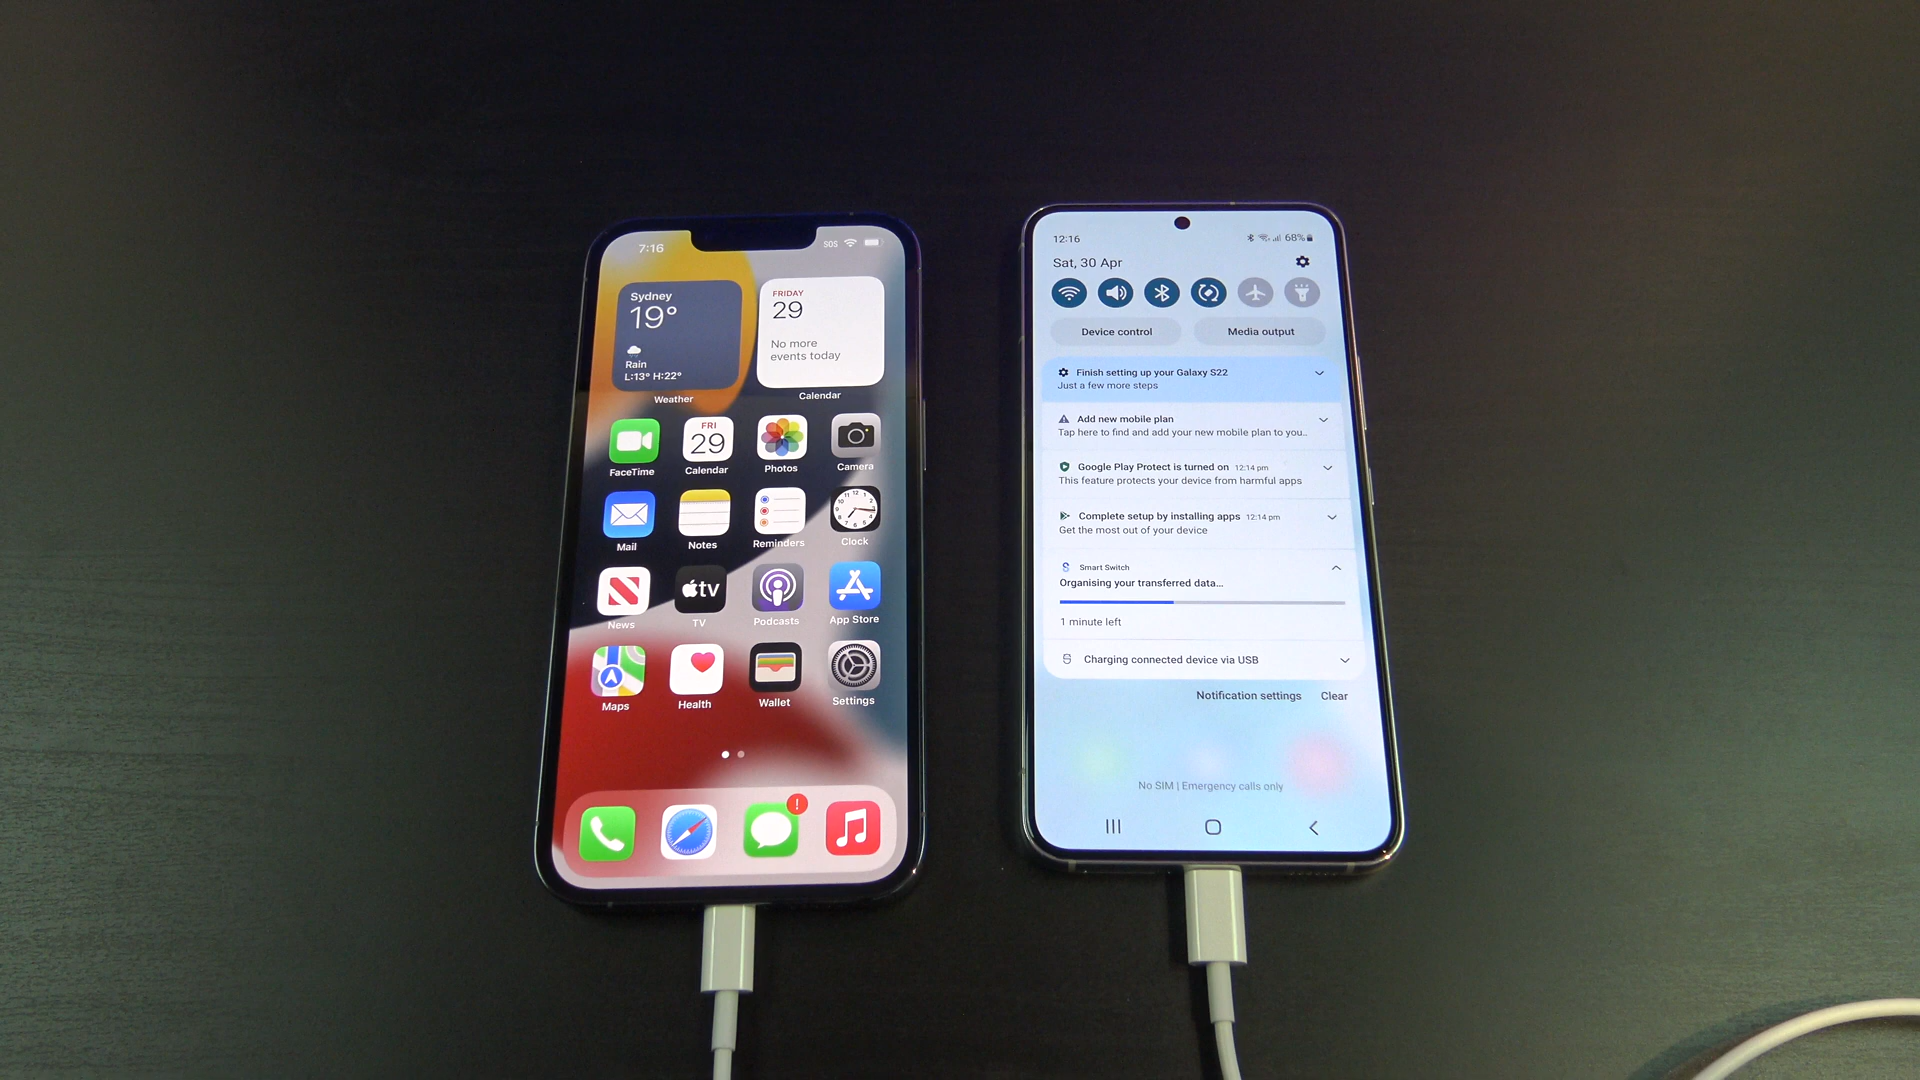 7:16
SOS
Sydney
19°
Rain
L:13° H:22°
Weather
FRIDAY
29
No more
events today
Calendar
FaceTime
FRI
29
Calendar
Photos
Camera
Mail
Notes
Reminders
Clock
News
tv
TV
Podcasts
App Store
Maps
Health
Wallet
Settings
!
12:16
68%
Sat, 30 Apr
Device control
Media output
Finish setting up your Galaxy S22
Just a few more steps
Add new mobile plan
Tap here to find and add your new mobile plan to you...
Google Play Protect is turned on 12:14 pm
This feature protects your device from harmful apps
Complete setup by installing apps 12:14 pm
Get the most out of your device
Smart Switch
Organising your transferred data...
1 minute left
Charging connected device via USB
Notification settings
Clear
No SIM | Emergency calls only